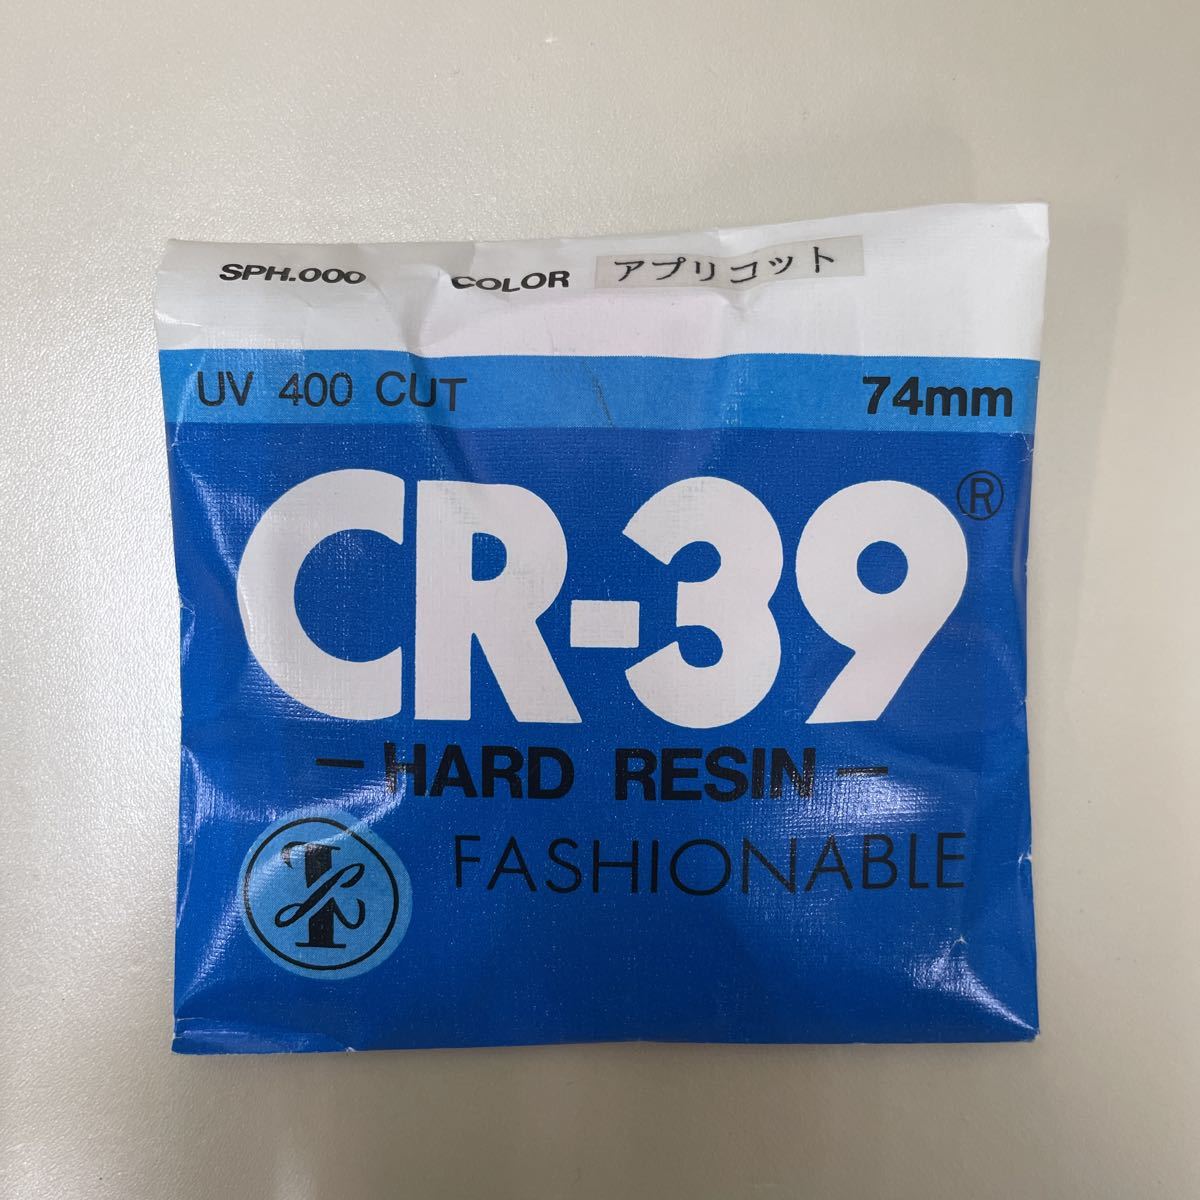 SPH.000 COLOR アプリコット
UV 400 CUT 74mm
CR-39®
-HARD RESIN-
FASHIONABLE